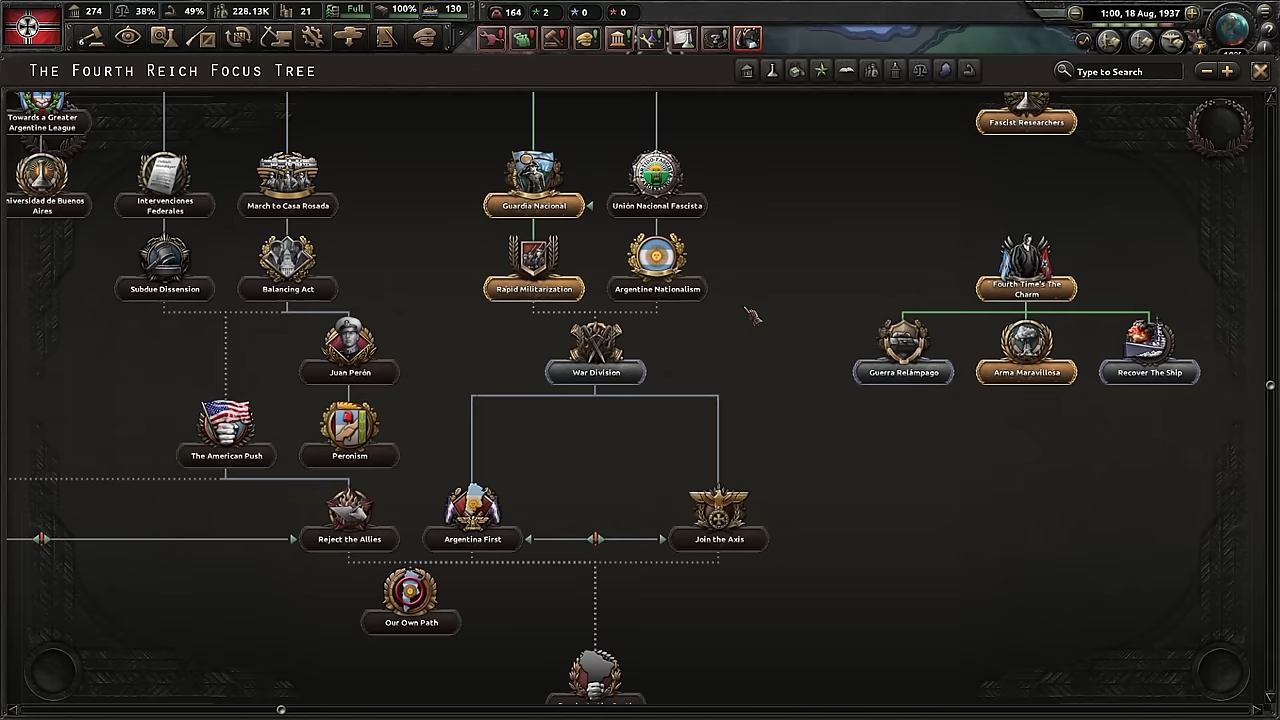 274
38%
49%
228.13K
21
Full
100%
130
164
2
0
0
1:00, 18 Aug, 1937
The Fourth Reich Focus Tree
Type to Search
Towards a Greater
Argentine League
Fascist Researchers
niversidad de Buenos
Aires
Intervenciones
Federales
March to Casa Rosada
Guardia Nacional
Unión Nacional Fascista
Subdue Dissension
Balancing Act
Rapid Militarization
Argentine Nationalism
Fourth Time's The
Charm
Juan Perón
War Division
Guerra Relámpago
Arma Maravillosa
Recover The Ship
The American Push
Peronism
Reject the Allies
Argentina First
Join the Axis
Our Own Path